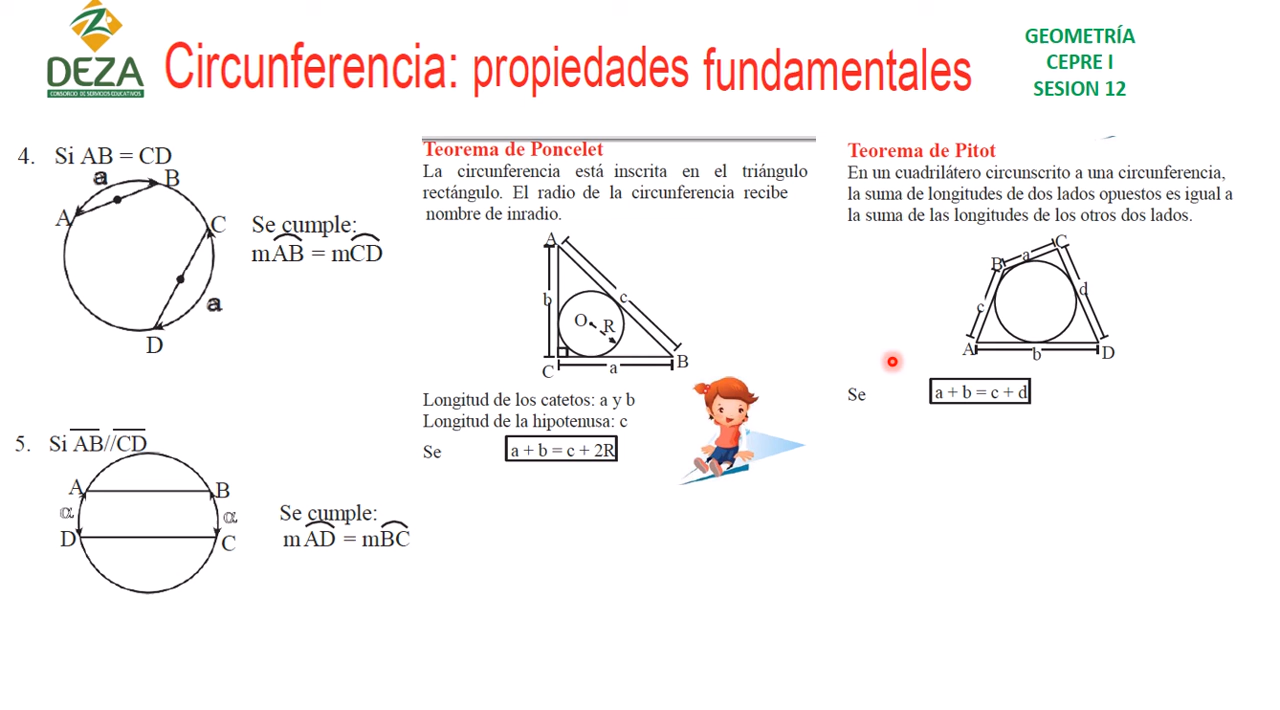 DEZA
CONSORCIO DE SERVICIOS EDUCATIVOS
Circunferencia: propiedades fundamentales
GEOMETRÍA
CEPRE I
SESION 12
4. Si AB = CD
a
B
A
C
a
D
Se cumple:
mAB = mCD
5. Si AB//CD
A
B
α
α
D
C
Se cumple:
mAD = mBC
Teorema de Poncelet
La circunferencia está inscrita en el triángulo
rectángulo. El radio de la circunferencia recibe
nombre de inradio.
A
b
c
O
R
C
a
B
Longitud de los catetos: a y b
Longitud de la hipotenusa: c
Se
a + b = c + 2R
Teorema de Pitot
En un cuadrilátero circunscrito a una circunferencia,
la suma de longitudes de dos lados opuestos es igual a
la suma de las longitudes de los otros dos lados.
C
a
B
d
c
A
b
D
Se
a + b = c + d